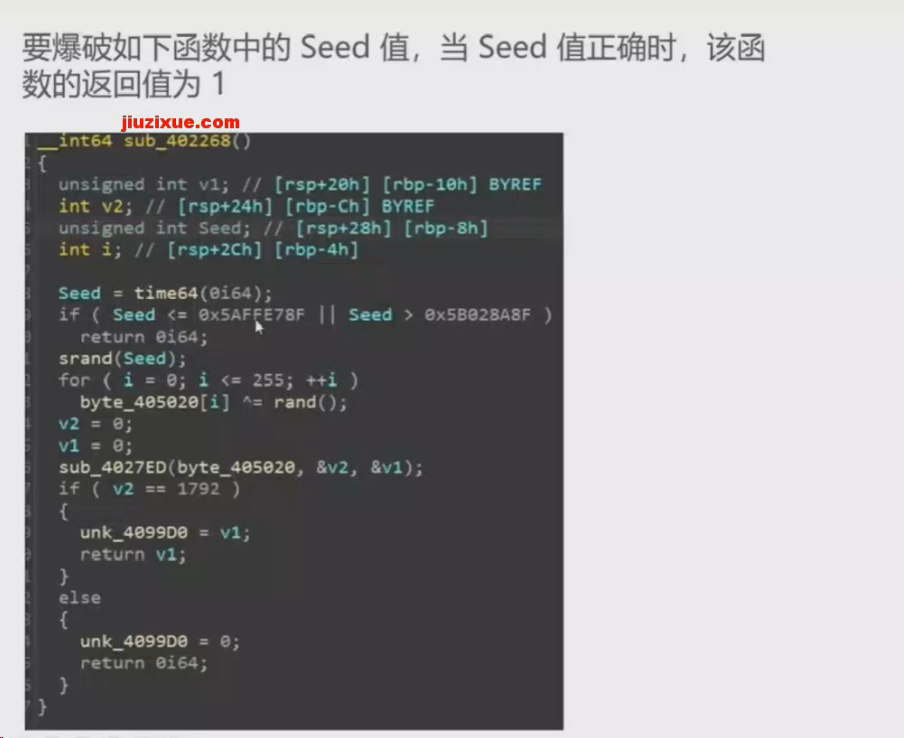 要爆破如下函数中的 Seed 值，当 Seed 值正确时，该函
数的返回值为 1
jiuzixue.com
__int64 sub_402268()
{
unsigned int v1; // [rsp+20h] [rbp-10h] BYREF
int v2; // [rsp+24h] [rbp-Ch] BYREF
unsigned int Seed; // [rsp+28h] [rbp-8h]
int i; // [rsp+2Ch] [rbp-4h]
Seed = time64(0i64);
if ( Seed <= 0x5AFFE78F || Seed > 0x5B028A8F )
return 0i64;
srand(Seed);
for ( i = 0; i <= 255; ++i )
byte_405020[i] ^= rand();
v2 = 0;
v1 = 0;
sub_4027ED(byte_405020, &v2, &v1);
if ( v2 == 1792 )
{
unk_4099D0 = v1;
return v1;
}
else
{
unk_4099D0 = 0;
return 0i64;
}
}